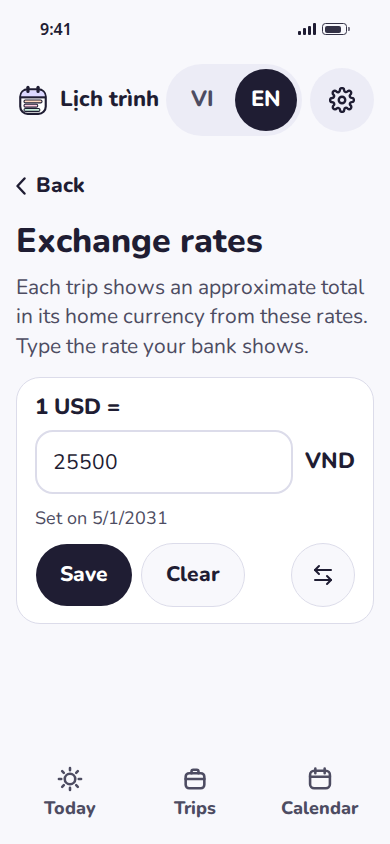 9:41
Lịch trình
VI
EN
Back
Exchange rates
Each trip shows an approximate total
in its home currency from these rates.
Type the rate your bank shows.
1 USD =
25500
VND
Set on 5/1/2031
Save
Clear
Today
Trips
Calendar